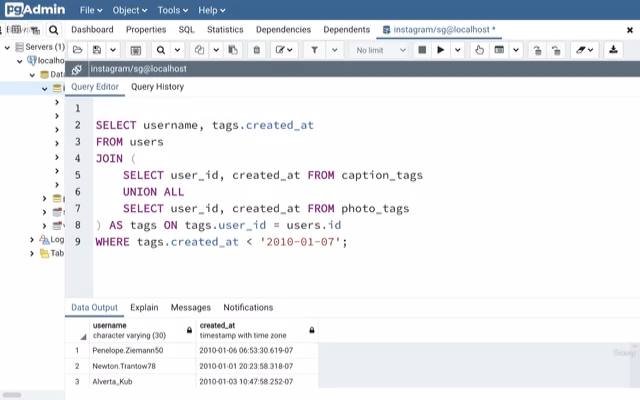 pgAdmin File Object Tools Help
Dashboard Properties SQL Statistics Dependencies Dependents instagram/sg@localhost *
Servers (1)
localho
Dat
Log
Tab
No limit
instagram/sg@localhost
Query Editor Query History
1
2 SELECT username, tags.created_at
3 FROM users
4 JOIN (
5 SELECT user_id, created_at FROM caption_tags
6 UNION ALL
7 SELECT user_id, created_at FROM photo_tags
8 ) AS tags ON tags.user_id = users.id
9 WHERE tags.created_at < '2010-01-07';
Data Output Explain Messages Notifications
username created_at
character varying (30) timestamp with time zone
1 Penelope.Ziemann50 2010-01-06 06:53:30.619-07
2 Newton.Trantow78 2010-01-01 20:23:58.318-07
3 Alverta_Kub 2010-01-03 10:47:58.252-07